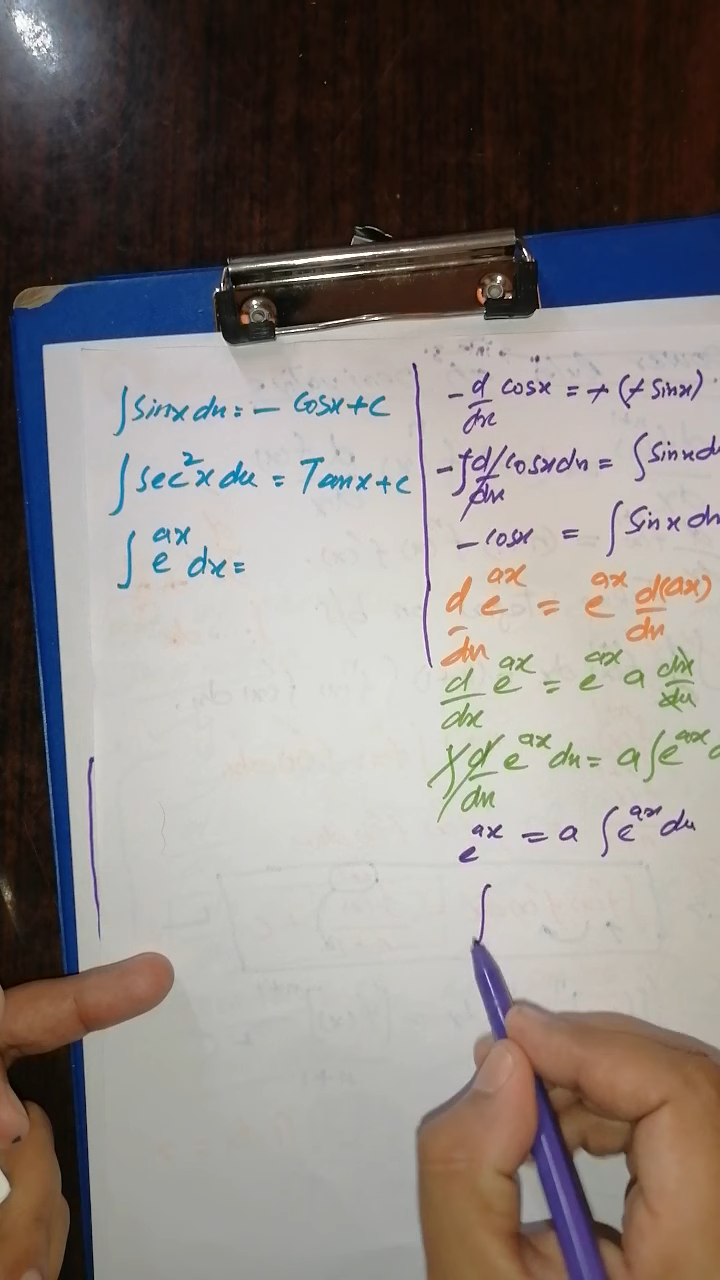 ∫ sinx dx = − cosx + c
∫ sec²x dx = Tanx + c
∫ e^ax dx =
− d/dx cosx = + (+ sinx)
− ∫ d/dx cosx dx = ∫ sinx dx
− cosx = ∫ sinx dx
d/dx e^ax = e^ax d(ax)/dx
d/dx e^ax = e^ax a dx/dx
∫ d/dx e^ax dx = a ∫ e^ax d
e^ax = a ∫ e^ax dx
∫